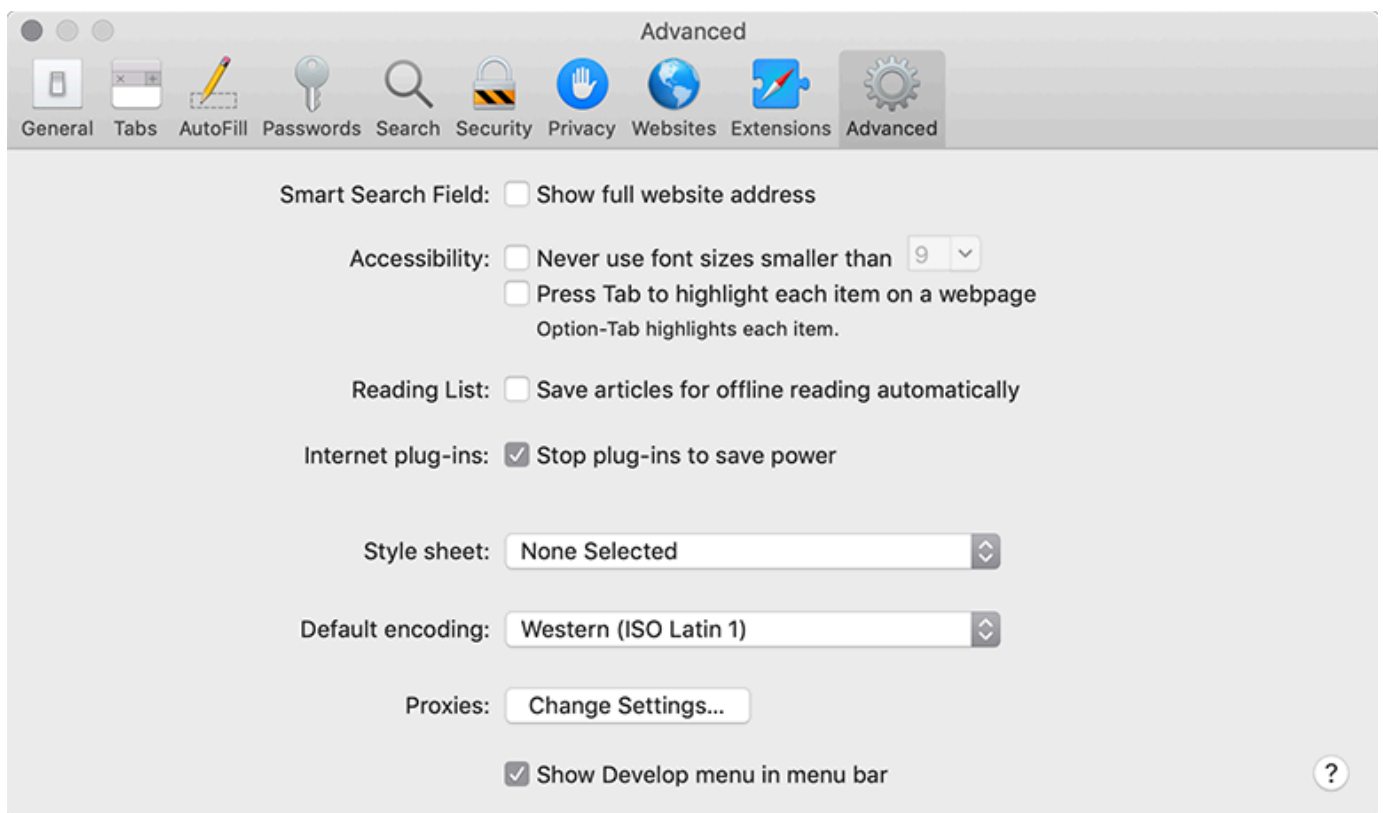 Advanced
General Tabs AutoFill Passwords Search Security Privacy Websites Extensions Advanced
Smart Search Field: Show full website address
Accessibility: Never use font sizes smaller than 9
Press Tab to highlight each item on a webpage
Option-Tab highlights each item.
Reading List: Save articles for offline reading automatically
Internet plug-ins: Stop plug-ins to save power
Style sheet: None Selected
Default encoding: Western (ISO Latin 1)
Proxies: Change Settings...
Show Develop menu in menu bar ?